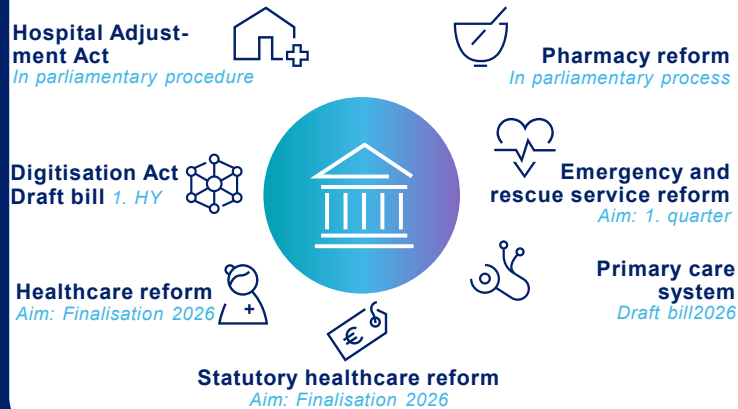 Hospital Adjust-
ment Act
In parliamentary procedure
Pharmacy reform
In parliamentary process
Digitisation Act
Draft bill 1. HY
Emergency and
rescue service reform
Aim: 1. quarter
Healthcare reform
Aim: Finalisation 2026
Primary care
system
Draft bill2026
€
Statutory healthcare reform
Aim: Finalisation 2026